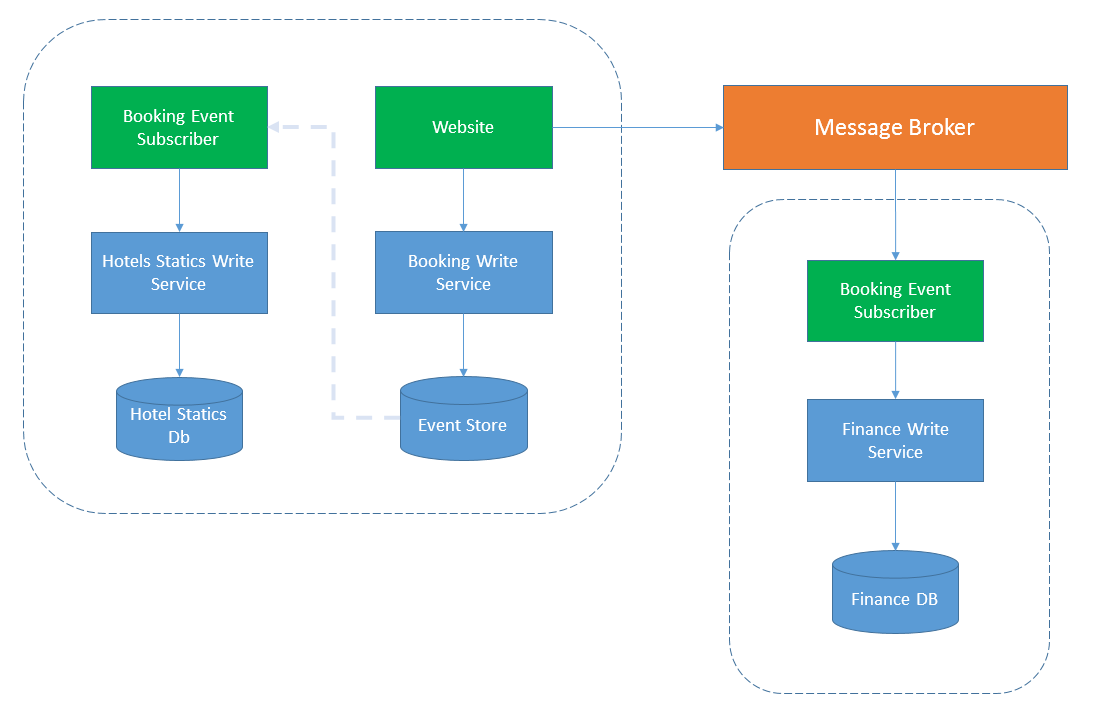 Booking Event
Subscriber
Website
Message Broker
Hotels Statics Write
Service
Booking Write
Service
Booking Event
Subscriber
Hotel Statics
Db
Event Store
Finance Write
Service
Finance DB